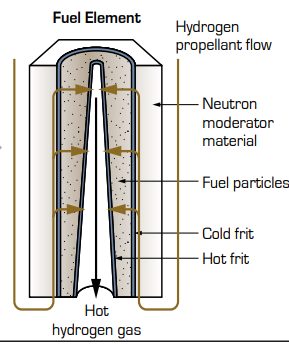 Fuel Element
Hydrogen
propellant flow
Neutron
moderator
material
Fuel particles
Cold frit
Hot frit
Hot
hydrogen gas